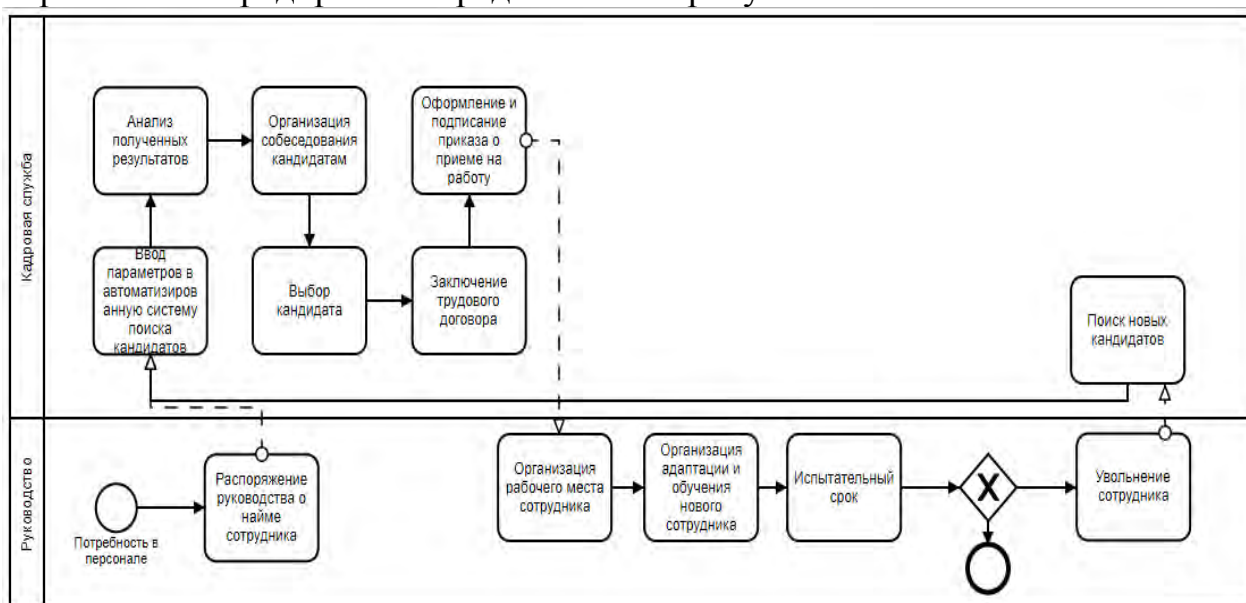 Кадровая служба
Анализ
полученных
результатов
Организация
собеседования
кандидатам
Оформление и
подписание
приказа о
приеме на
работу
Ввод
параметров в
автоматизиров
анную систему
поиска
кандидатов
Выбор
кандидата
Заключение
трудового
договора
Поиск новых
кандидатов
Руководство
Потребность в
персонале
Распоряжение
руководства о
найме
сотрудника
Организация
рабочего места
сотрудника
Организация
адаптации и
обучения
нового
сотрудника
Испытательный
срок
X
Увольнение
сотрудника